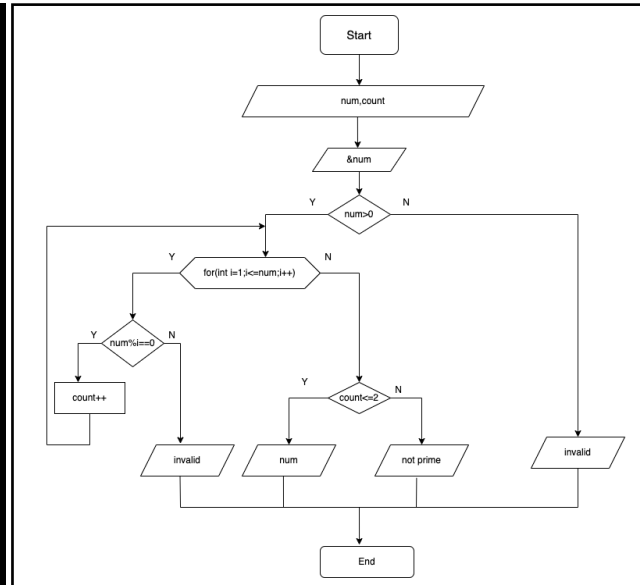 Start
num,count
&num
Y
N
num>0
Y
N
for(int i=1;i<=num;i++)
Y
N
num%i==0
Y
N
count++
count<=2
invalid
num
not prime
invalid
End